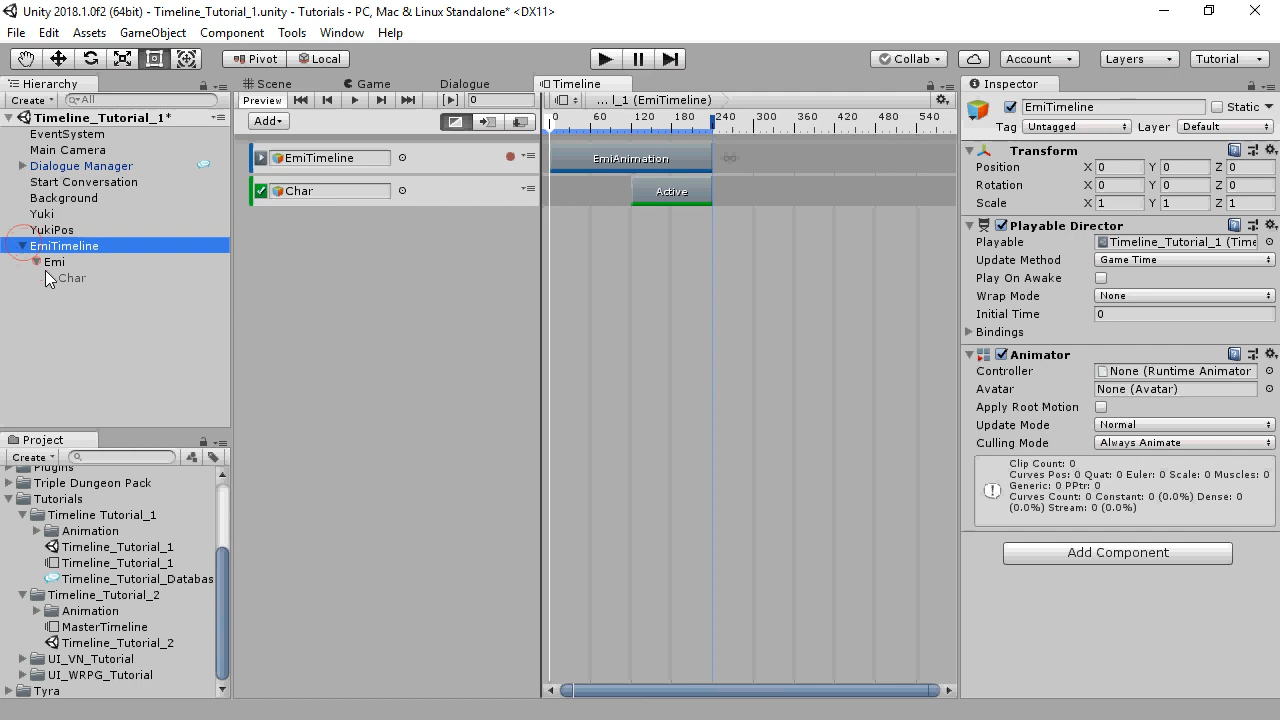 Unity 2018.1.0f2 (64bit) - Timeline_Tutorial_1.unity - Tutorials - PC, Mac & Linux Standalone* <DX11>
File Edit Assets GameObject Component Tools Window Help
Pivot Local Collab Account Layers Tutorial
Hierarchy
Create All
Timeline_Tutorial_1*
EventSystem
Main Camera
Dialogue Manager
Start Conversation
Background
Yuki
YukiPos
EmiTimeline
Emi
Char
Project
Create
Plugins
Triple Dungeon Pack
Tutorials
Timeline Tutorial_1
Animation
Timeline_Tutorial_1
Timeline_Tutorial_1
Timeline_Tutorial_Databas
Timeline_Tutorial_2
Animation
MasterTimeline
Timeline_Tutorial_2
UI_VN_Tutorial
UI_WRPG_Tutorial
Tyra
Scene Game Dialogue Timeline
Preview 0 ... l_1 (EmiTimeline)
Add 0 60 120 180 240 300 360 420 480 540
EmiTimeline EmiAnimation
Char Active
Inspector
EmiTimeline Static
Tag Untagged Layer Default
Transform
Position X 0 Y 0 Z 0
Rotation X 0 Y 0 Z 0
Scale X 1 Y 1 Z 1
Playable Director
Playable Timeline_Tutorial_1 (Time
Update Method Game Time
Play On Awake
Wrap Mode None
Initial Time 0
Bindings
Animator
Controller None (Runtime Animator
Avatar None (Avatar)
Apply Root Motion
Update Mode Normal
Culling Mode Always Animate
Clip Count: 0
Curves Pos: 0 Quat: 0 Euler: 0 Scale: 0 Muscles: 0
Generic: 0 PPtr: 0
Curves Count: 0 Constant: 0 (0.0%) Dense: 0
(0.0%) Stream: 0 (0.0%)
Add Component